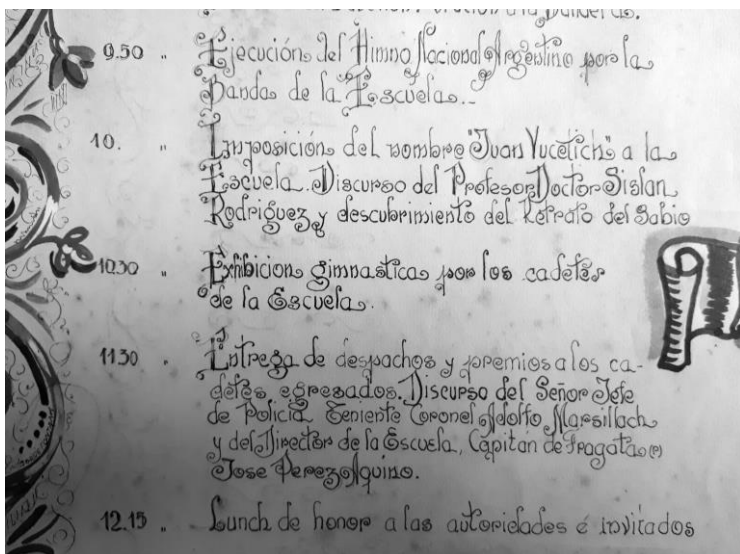 a la Bandera.
9.50 " Ejecución del Himno Nacional Argentino por la
Banda de la Escuela..
10. " Imposición del nombre "Juan Vucetich" a la
Escuela. Discurso del Profesor Doctor Sislan
Rodriguez y descubrimiento del Retrato del Sabio
10.30 " Exhibicion gimnastica por los cadetes
de la Escuela.
11.30 " Entrega de despachos y premios a los ca-
detes egresados. Discurso del Señor Jefe
de Policía Teniente Coronel Adolfo Marsillach
y del Director de la Escuela, Capitán de Fragata (R)
Jose Perez Aquino.
12.15 " Lunch de honor a las autoridades é invitados